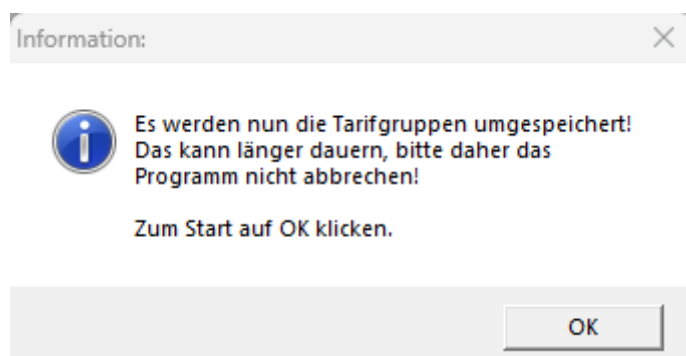 Information:
Es werden nun die Tarifgruppen umgespeichert!
Das kann länger dauern, bitte daher das
Programm nicht abbrechen!
Zum Start auf OK klicken.
OK